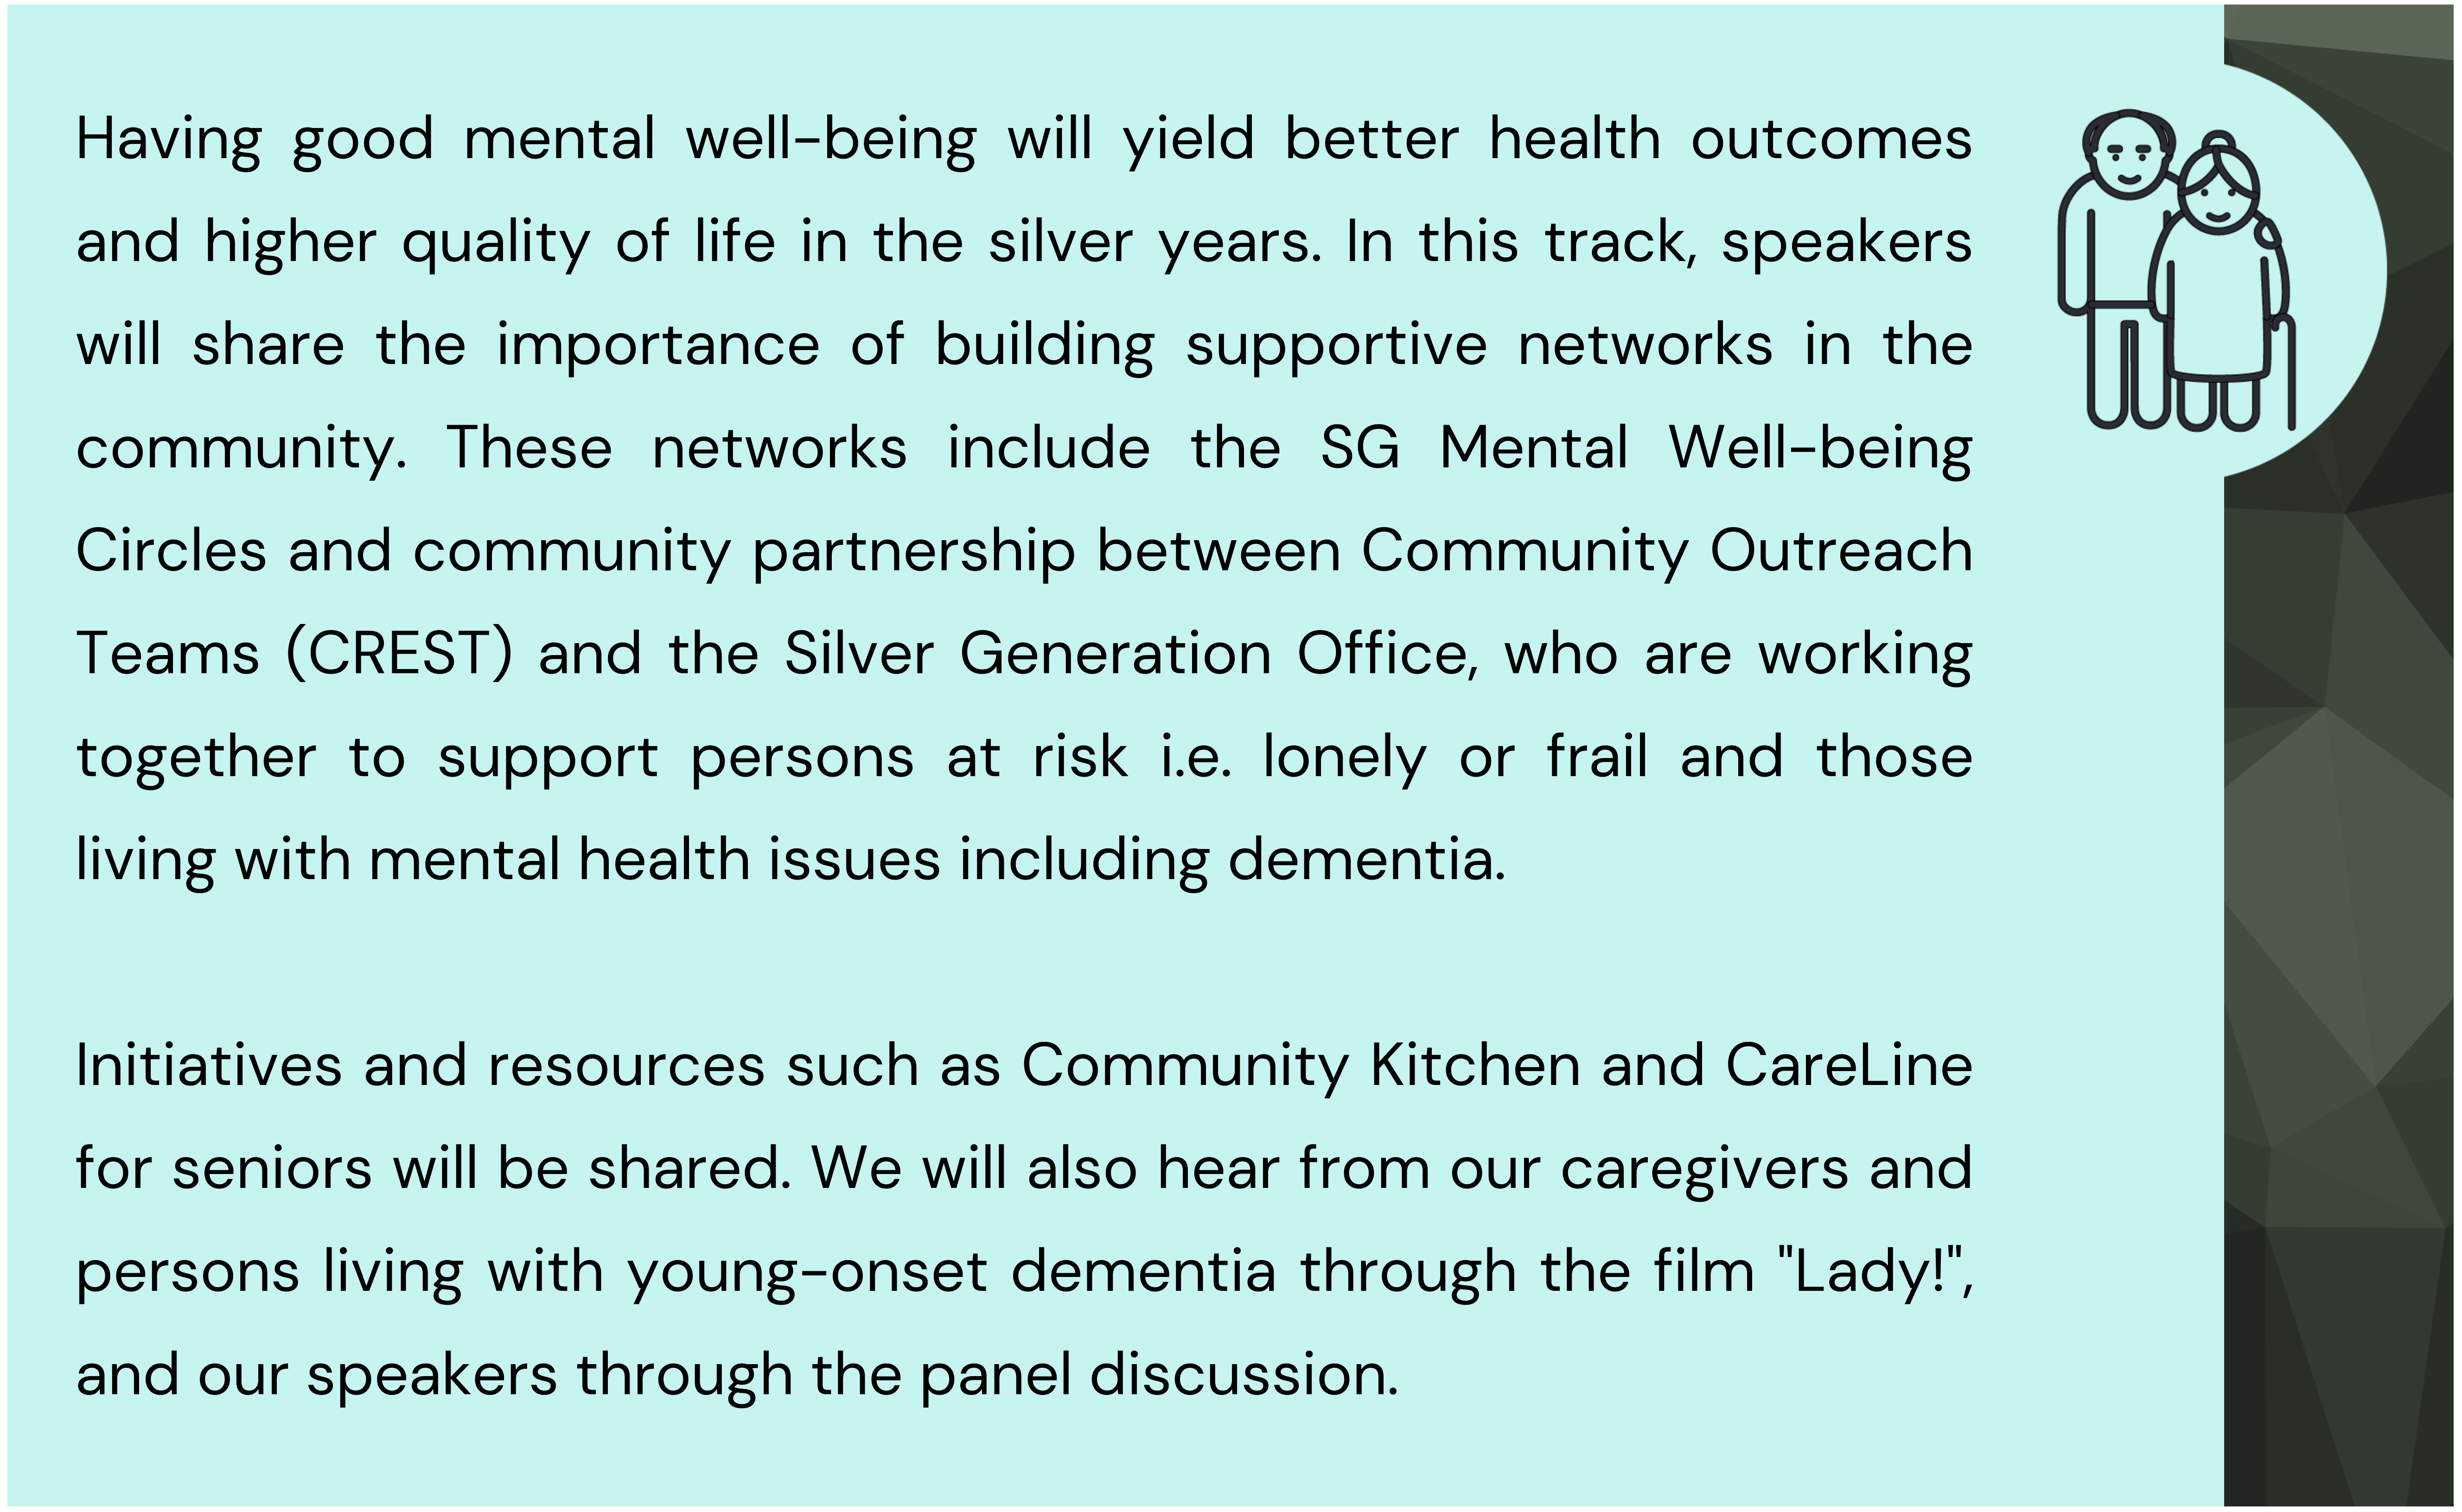 Having good mental well-being will yield better health outcomes
and higher quality of life in the silver years. In this track, speakers
will share the importance of building supportive networks in the
community. These networks include the SG Mental Well-being
Circles and community partnership between Community Outreach
Teams (CREST) and the Silver Generation Office, who are working
together to support persons at risk i.e. lonely or frail and those
living with mental health issues including dementia.
Initiatives and resources such as Community Kitchen and CareLine
for seniors will be shared. We will also hear from our caregivers and
persons living with young-onset dementia through the film "Lady!",
and our speakers through the panel discussion.